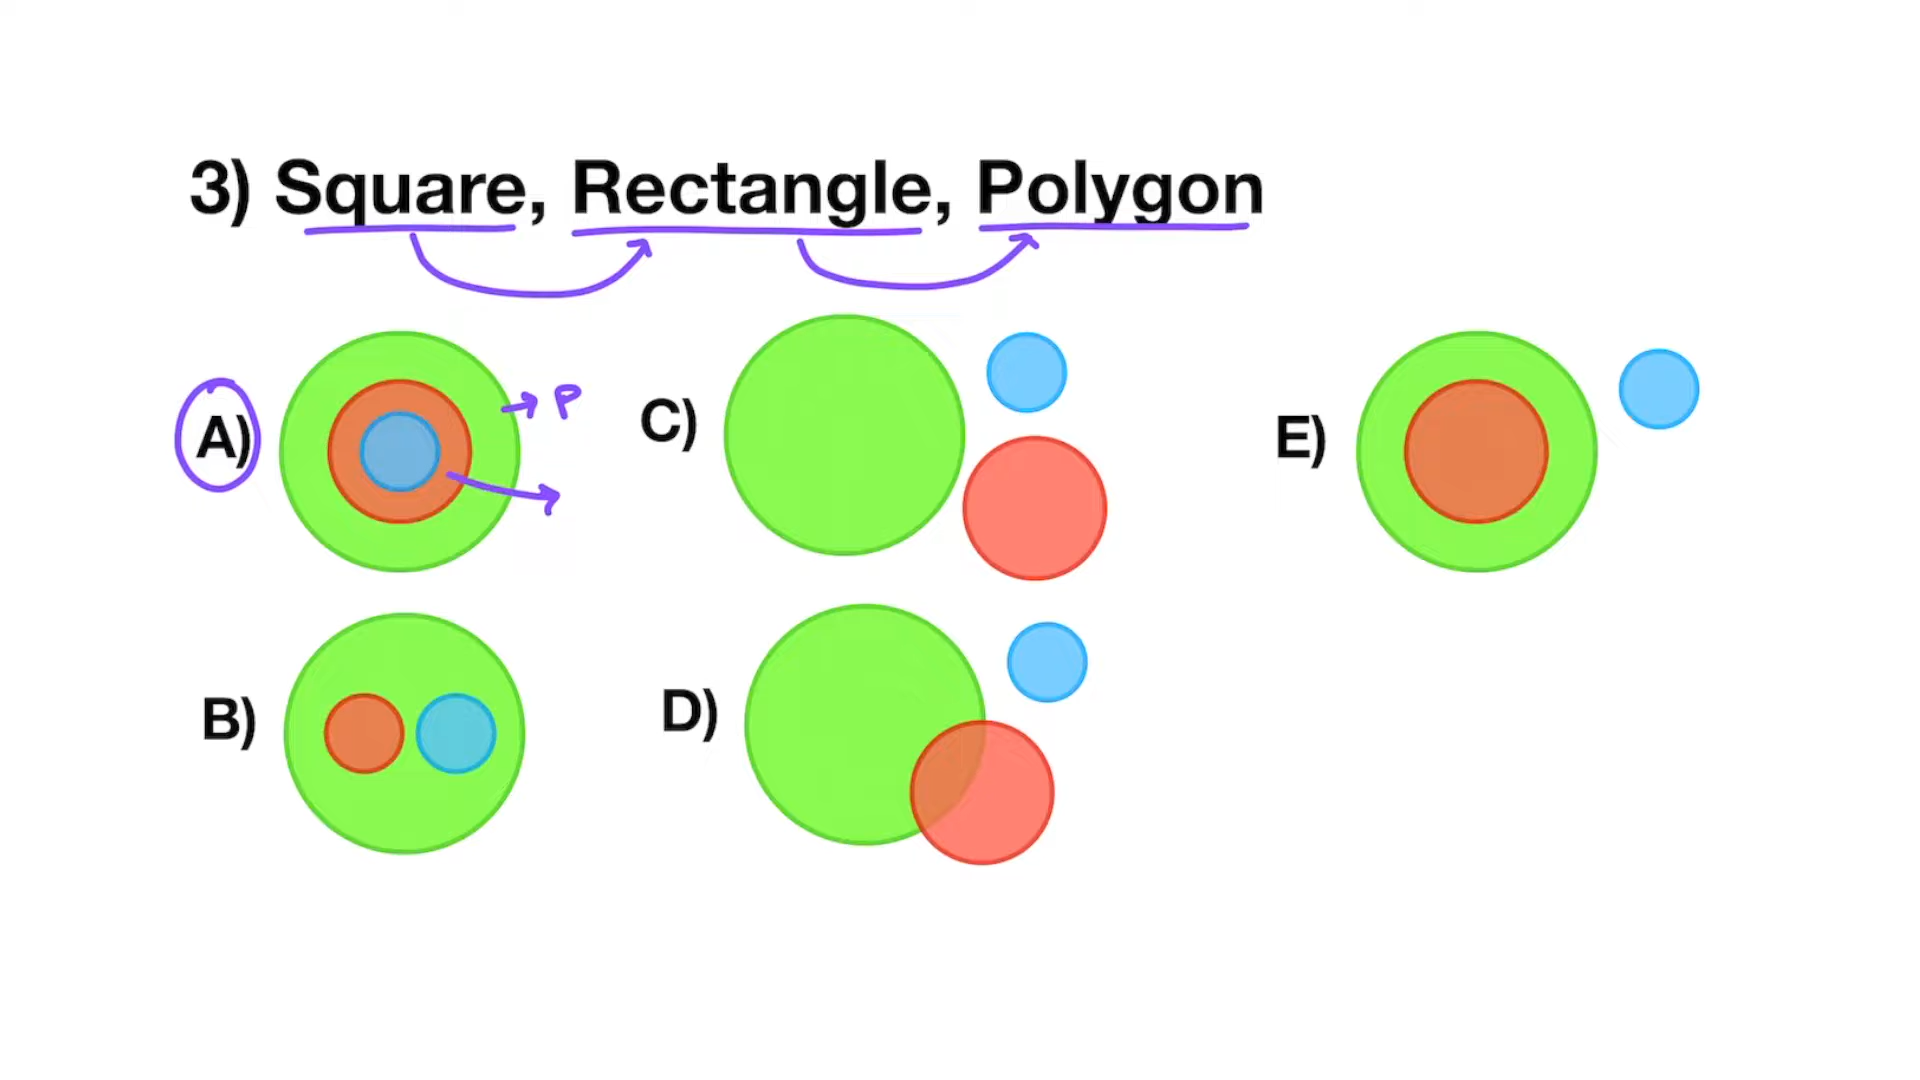 3) Square, Rectangle, Polygon
A)
P
C)
E)
B)
D)